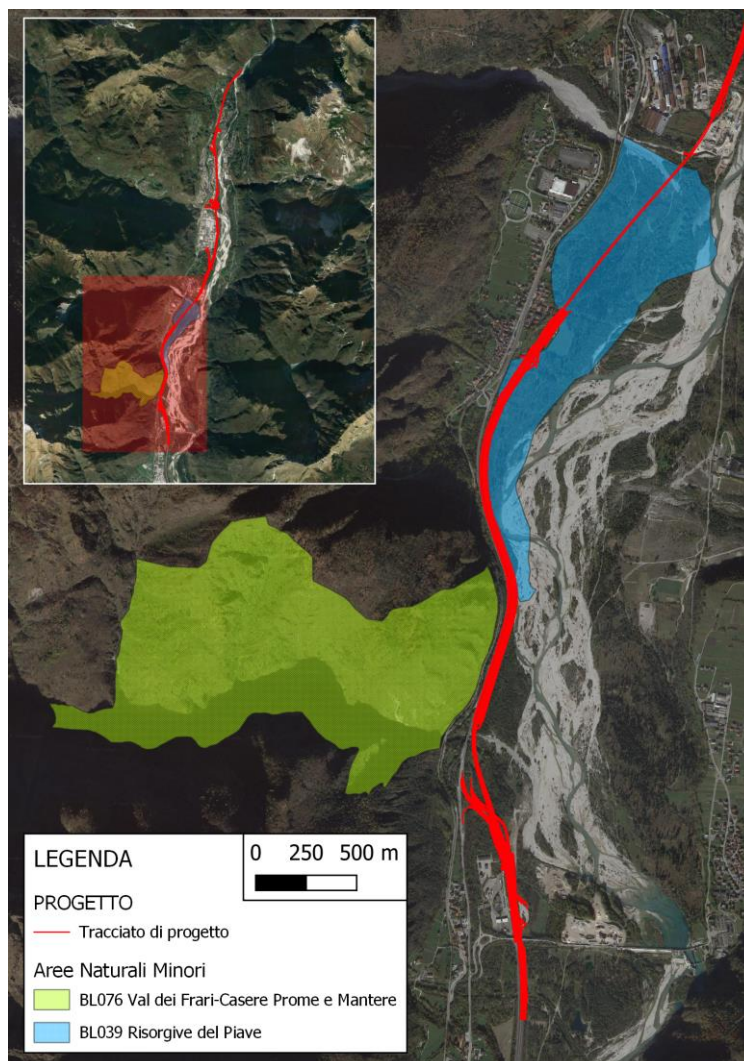 LEGENDA
0 250 500 m
PROGETTO
Tracciato di progetto
Aree Naturali Minori
BL076 Val dei Frari-Casere Prome e Mantere
BL039 Risorgive del Piave